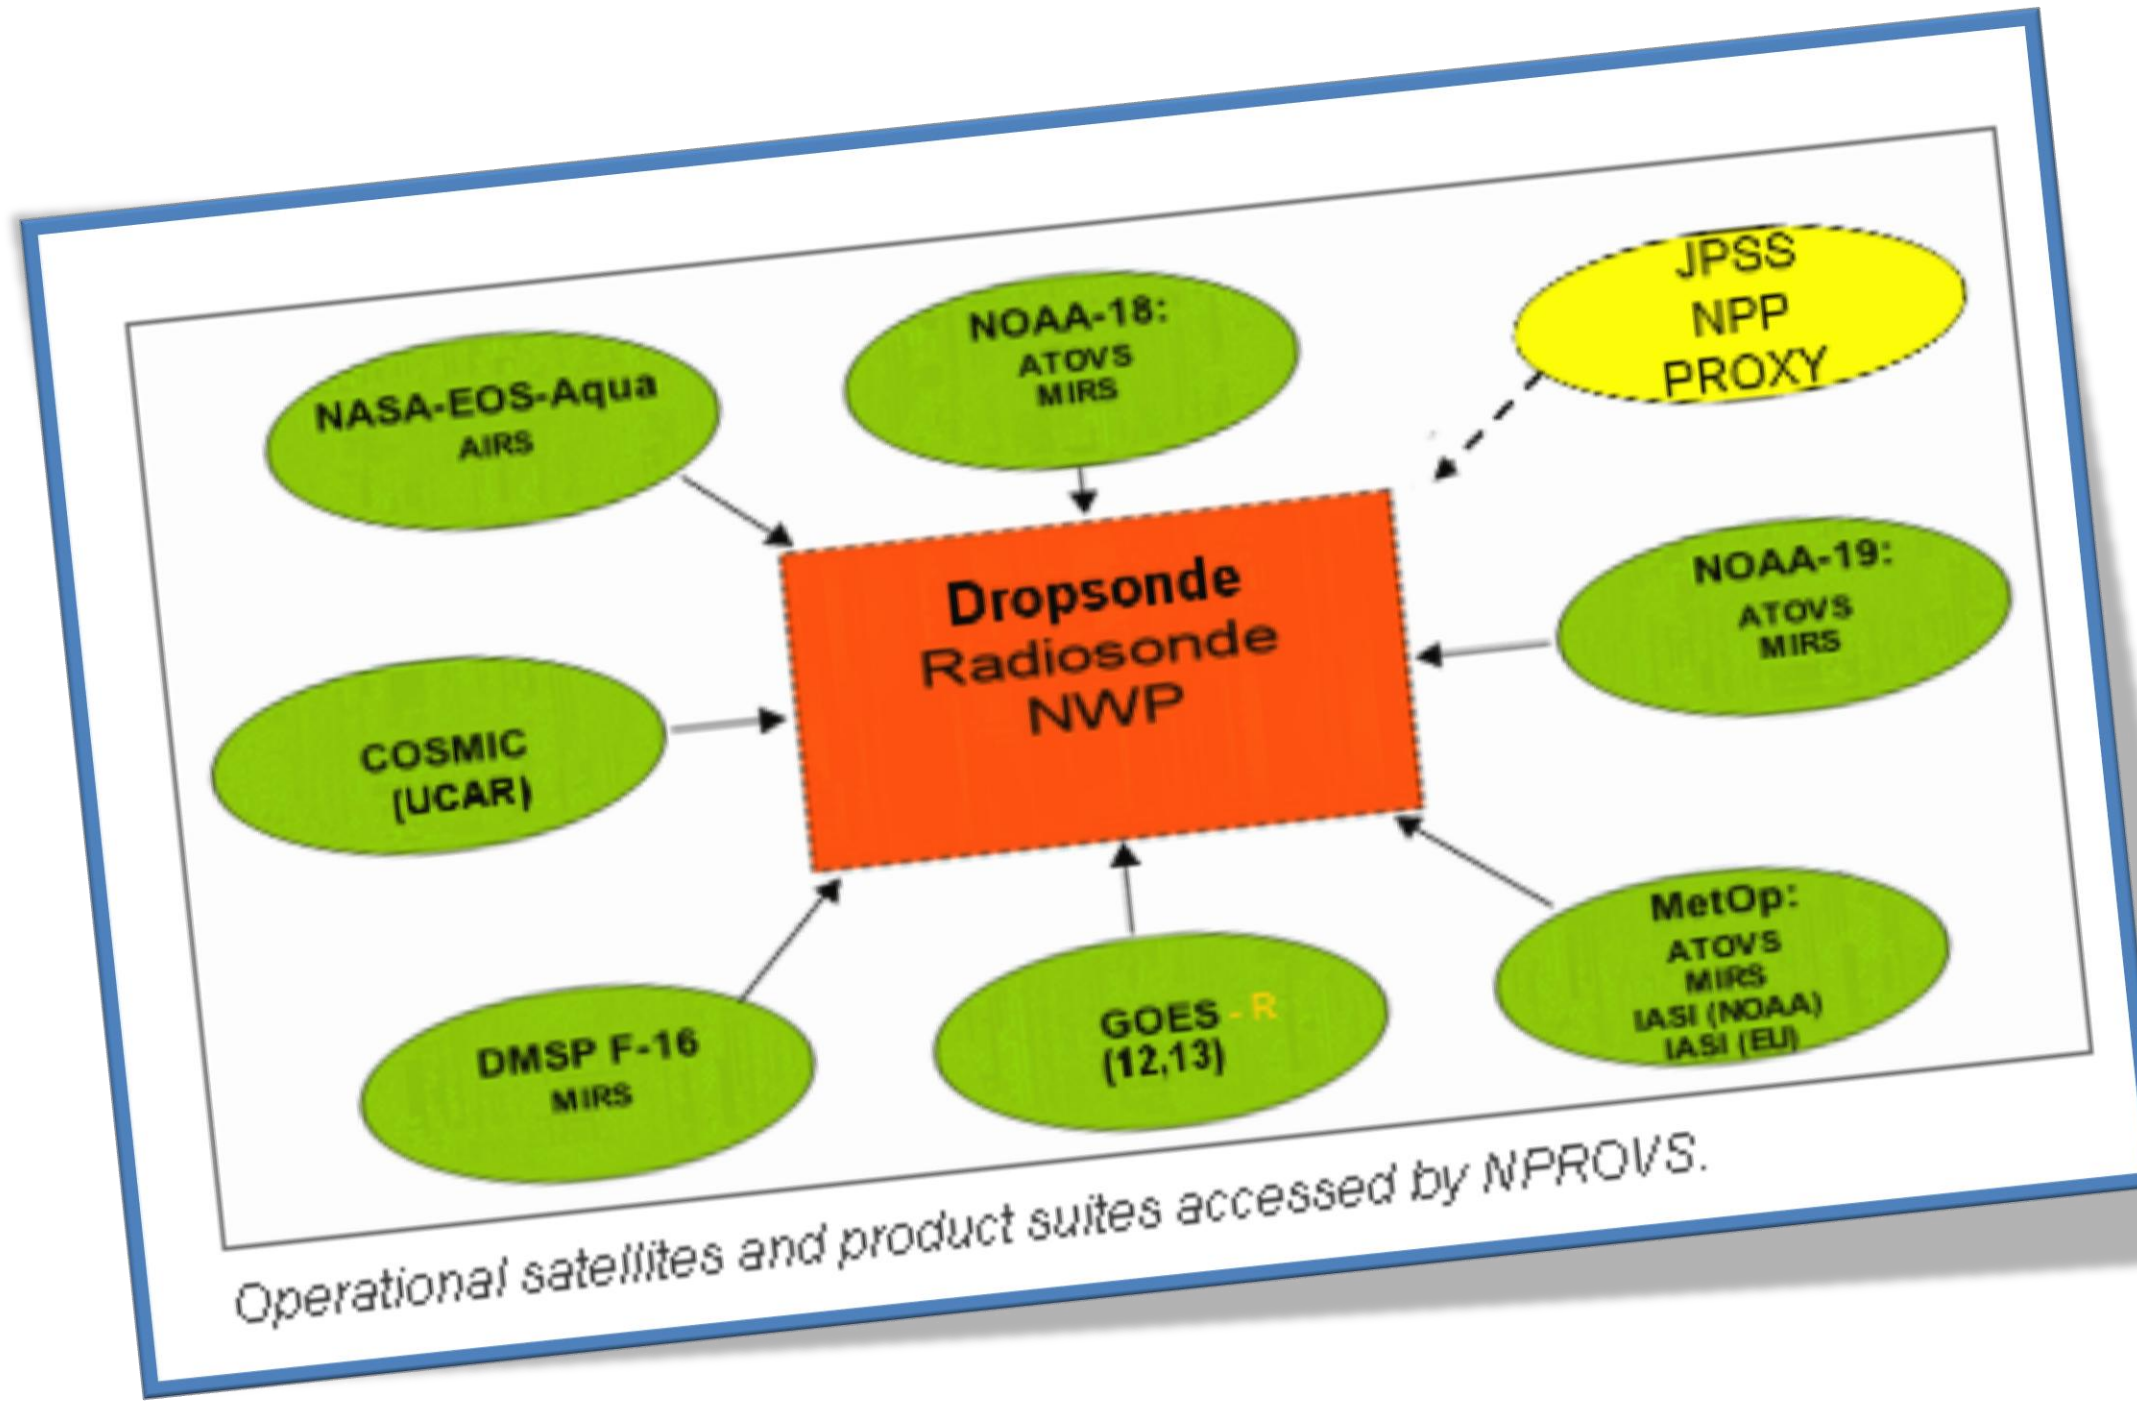 NASA-EOS-Aqua
AIRS
NOAA-18:
ATOVS
MIRS
JPSS
NPP
PROXY
Dropsonde
Radiosonde
NWP
NOAA-19:
ATOVS
MIRS
COSMIC
(UCAR)
DMSP F-16
MIRS
GOES - R
(12,13)
MetOp:
ATOVS
MIRS
IASI (NOAA)
IASI (EU)
Operational satellites and product suites accessed by NPROVS.